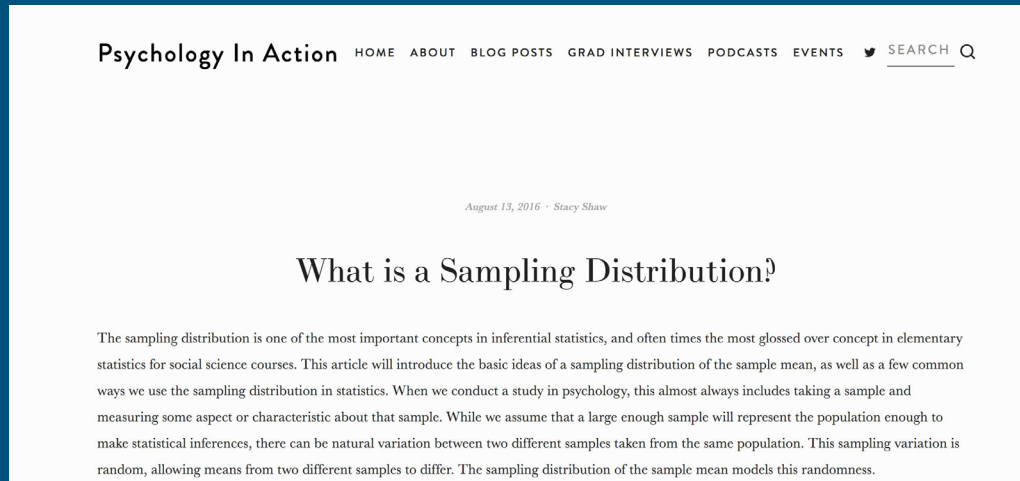 Psychology In Action HOME ABOUT BLOG POSTS GRAD INTERVIEWS PODCASTS EVENTS SEARCH
August 13, 2016 · Stacy Shaw
What is a Sampling Distribution?
The sampling distribution is one of the most important concepts in inferential statistics, and often times the most glossed over concept in elementary
statistics for social science courses. This article will introduce the basic ideas of a sampling distribution of the sample mean, as well as a few common
ways we use the sampling distribution in statistics. When we conduct a study in psychology, this almost always includes taking a sample and
measuring some aspect or characteristic about that sample. While we assume that a large enough sample will represent the population enough to
make statistical inferences, there can be natural variation between two different samples taken from the same population. This sampling variation is
random, allowing means from two different samples to differ. The sampling distribution of the sample mean models this randomness.